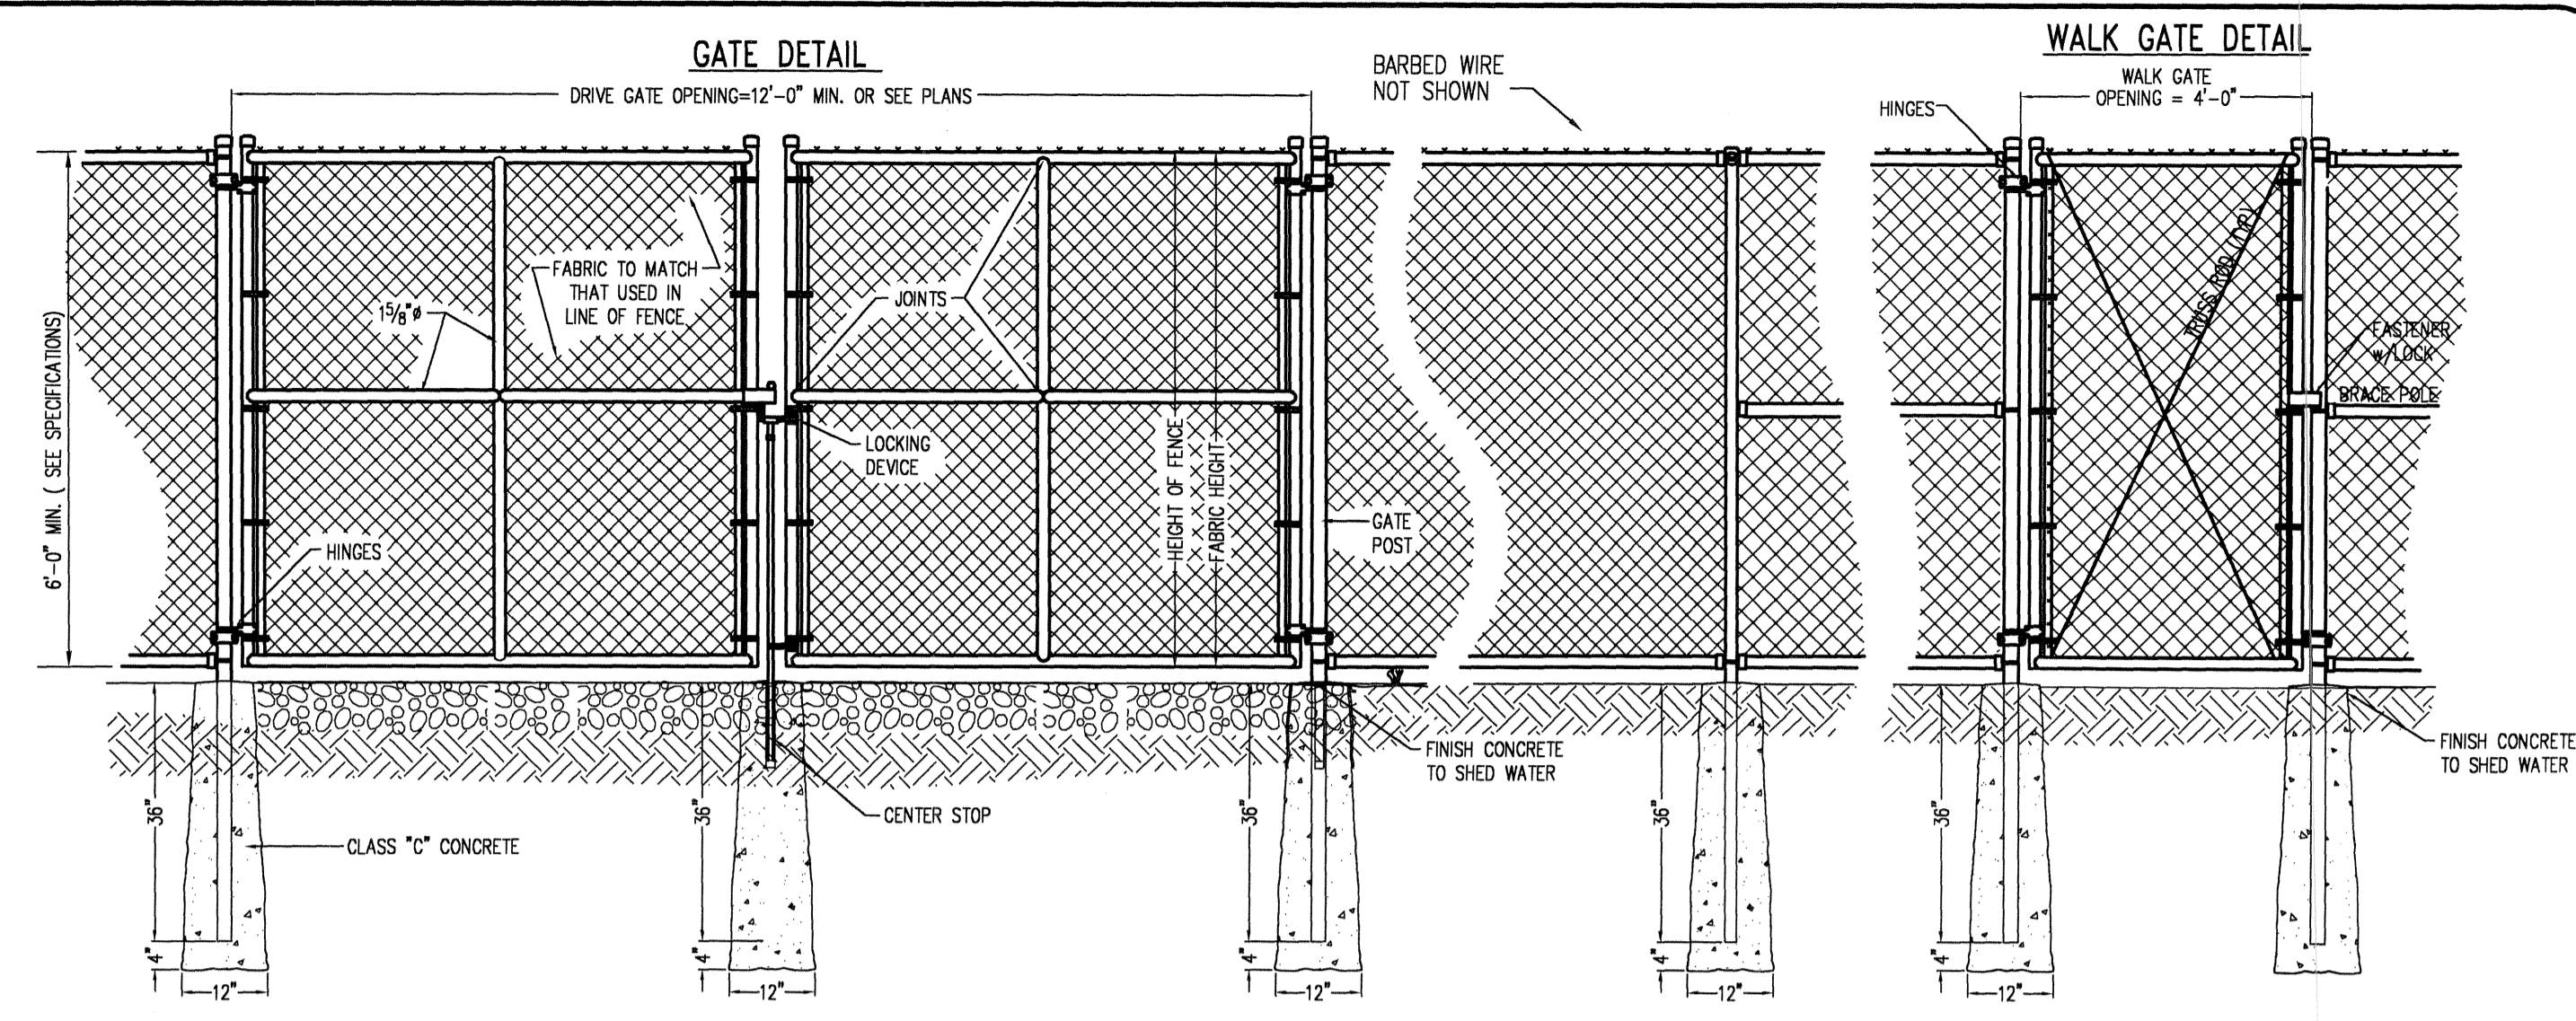 GATE DETAIL
DRIVE GATE OPENING=12'-0" MIN. OR SEE PLANS
BARBED WIRE
NOT SHOWN
WALK GATE DETAIL
WALK GATE
OPENING = 4'-0"
HINGES
6'-0" MIN. ( SEE SPECIFICATIONS)
1 5/8"ø
FABRIC TO MATCH
THAT USED IN
LINE OF FENCE
JOINTS
LOCKING
DEVICE
HINGES
HEIGHT OF FENCE
FABRIC HEIGHT
GATE
POST
TRUSS ROD (TYP)
FASTENER
w/LOCK
BRACE POLE
FINISH CONCRETE
TO SHED WATER
FINISH CONCRETE
TO SHED WATER
CENTER STOP
CLASS "C" CONCRETE
36"
36"
36"
36"
36"
4"
4"
4"
4"
4"
12"
12"
12"
12"
12"